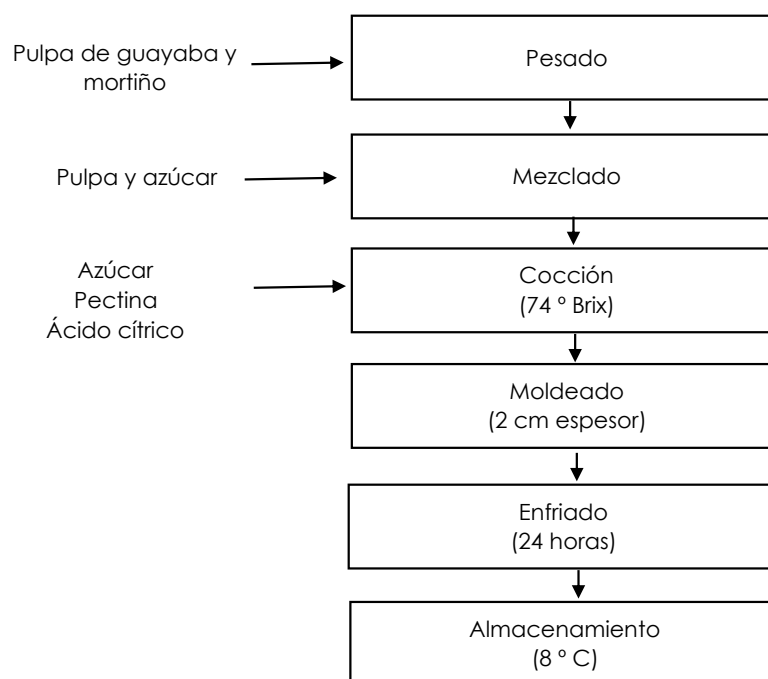 Pulpa de guayaba y
mortiño
Pesado
Pulpa y azúcar
Mezclado
Azúcar
Pectina
Ácido cítrico
Cocción
(74 º Brix)
Moldeado
(2 cm espesor)
Enfriado
(24 horas)
Almacenamiento
(8 º C)